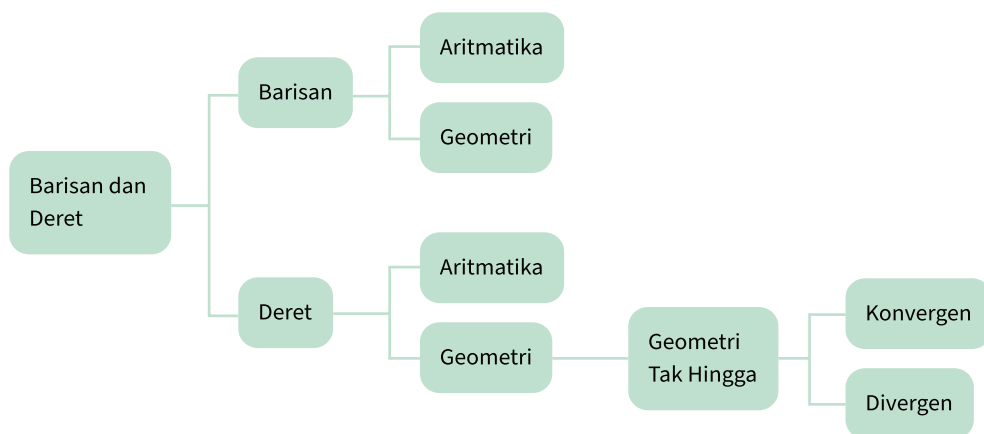 Barisan dan
Deret
Barisan
Aritmatika
Geometri
Deret
Aritmatika
Geometri
Geometri
Tak Hingga
Konvergen
Divergen